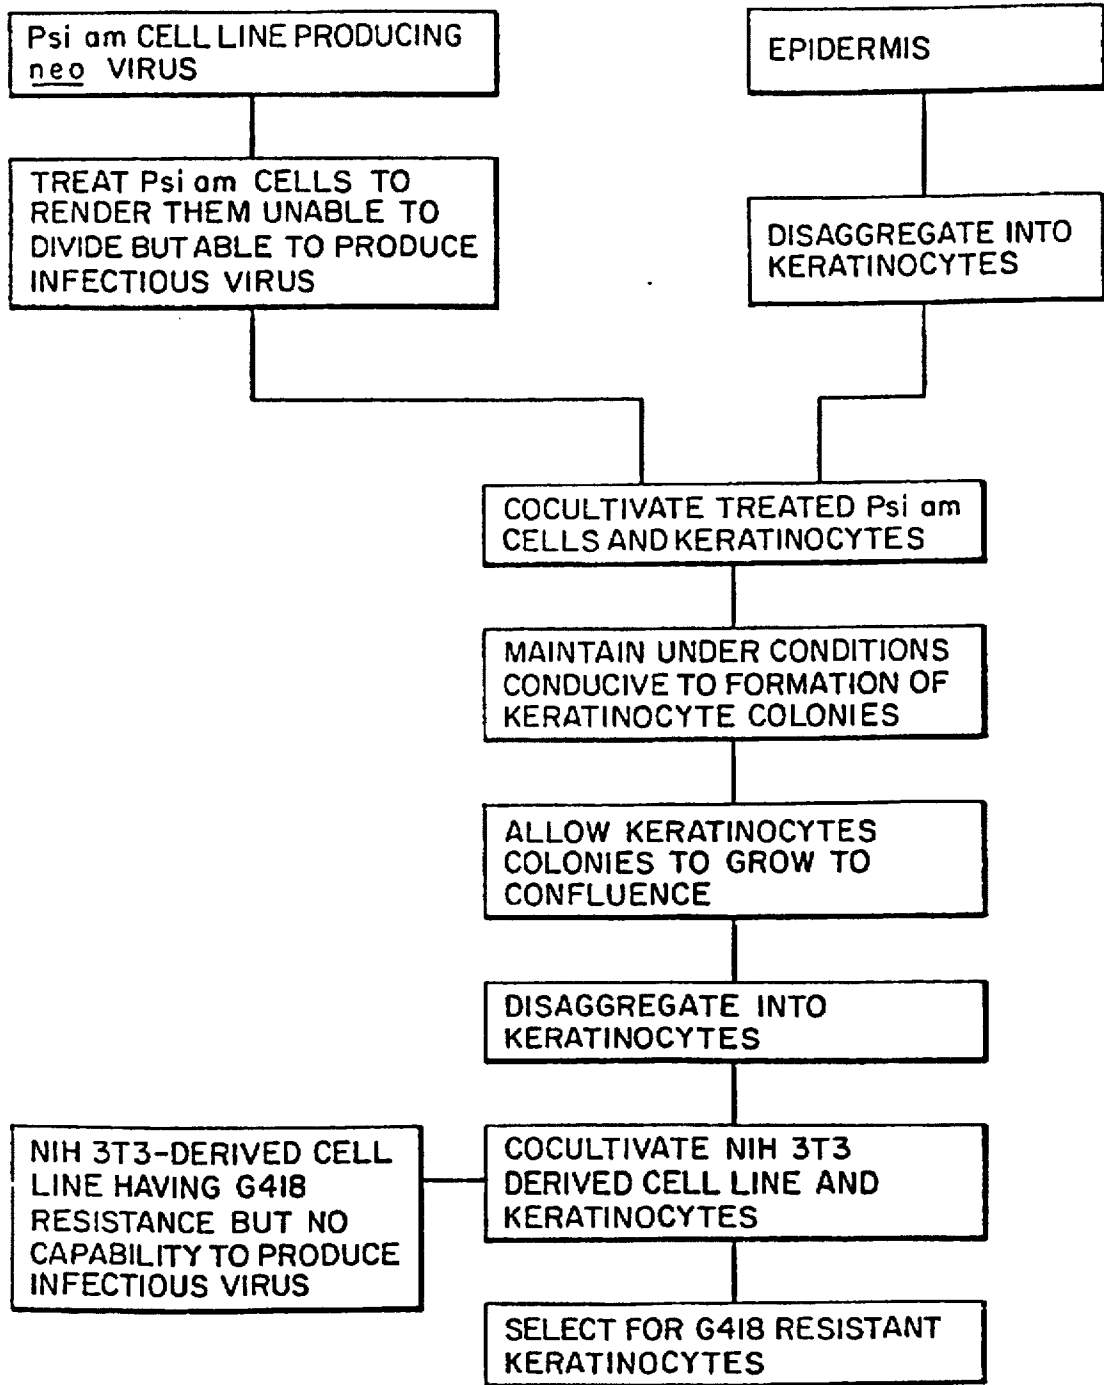 Psi am CELL LINE PRODUCING
neo VIRUS
EPIDERMIS
TREAT Psi am CELLS TO
RENDER THEM UNABLE TO
DIVIDE BUT ABLE TO PRODUCE
INFECTIOUS VIRUS
DISAGGREGATE INTO
KERATINOCYTES
COCULTIVATE TREATED Psi am
CELLS AND KERATINOCYTES
MAINTAIN UNDER CONDITIONS
CONDUCIVE TO FORMATION OF
KERATINOCYTE COLONIES
ALLOW KERATINOCYTES
COLONIES TO GROW TO
CONFLUENCE
DISAGGREGATE INTO
KERATINOCYTES
NIH 3T3-DERIVED CELL
LINE HAVING G418
RESISTANCE BUT NO
CAPABILITY TO PRODUCE
INFECTIOUS VIRUS
COCULTIVATE NIH 3T3
DERIVED CELL LINE AND
KERATINOCYTES
SELECT FOR G418 RESISTANT
KERATINOCYTES